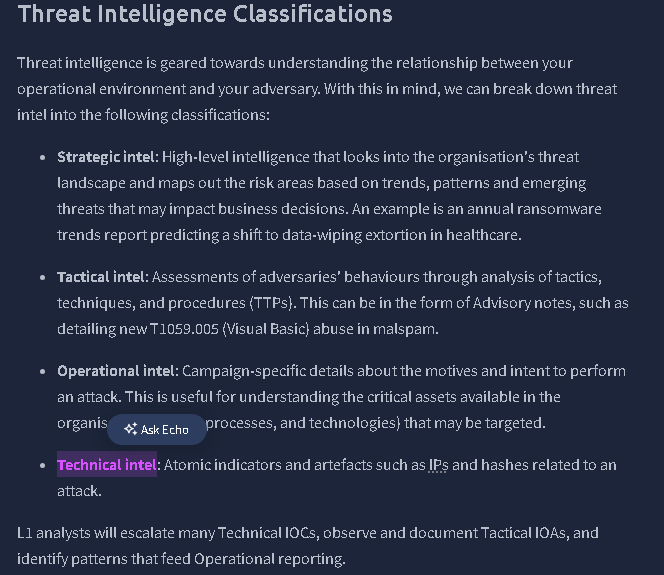 Threat Intelligence Classifications
Threat intelligence is geared towards understanding the relationship between your
operational environment and your adversary. With this in mind, we can break down threat
intel into the following classifications:
• Strategic intel: High-level intelligence that looks into the organisation's threat
landscape and maps out the risk areas based on trends, patterns and emerging
threats that may impact business decisions. An example is an annual ransomware
trends report predicting a shift to data-wiping extortion in healthcare.
• Tactical intel: Assessments of adversaries' behaviours through analysis of tactics,
techniques, and procedures (TTPs). This can be in the form of Advisory notes, such as
detailing new T1059.005 (Visual Basic) abuse in malspam.
• Operational intel: Campaign-specific details about the motives and intent to perform
an attack. This is useful for understanding the critical assets available in the
organis processes, and technologies) that may be targeted.
Ask Echo
• Technical intel: Atomic indicators and artefacts such as IPs and hashes related to an
attack.
L1 analysts will escalate many Technical IOCs, observe and document Tactical IOAs, and
identify patterns that feed Operational reporting.